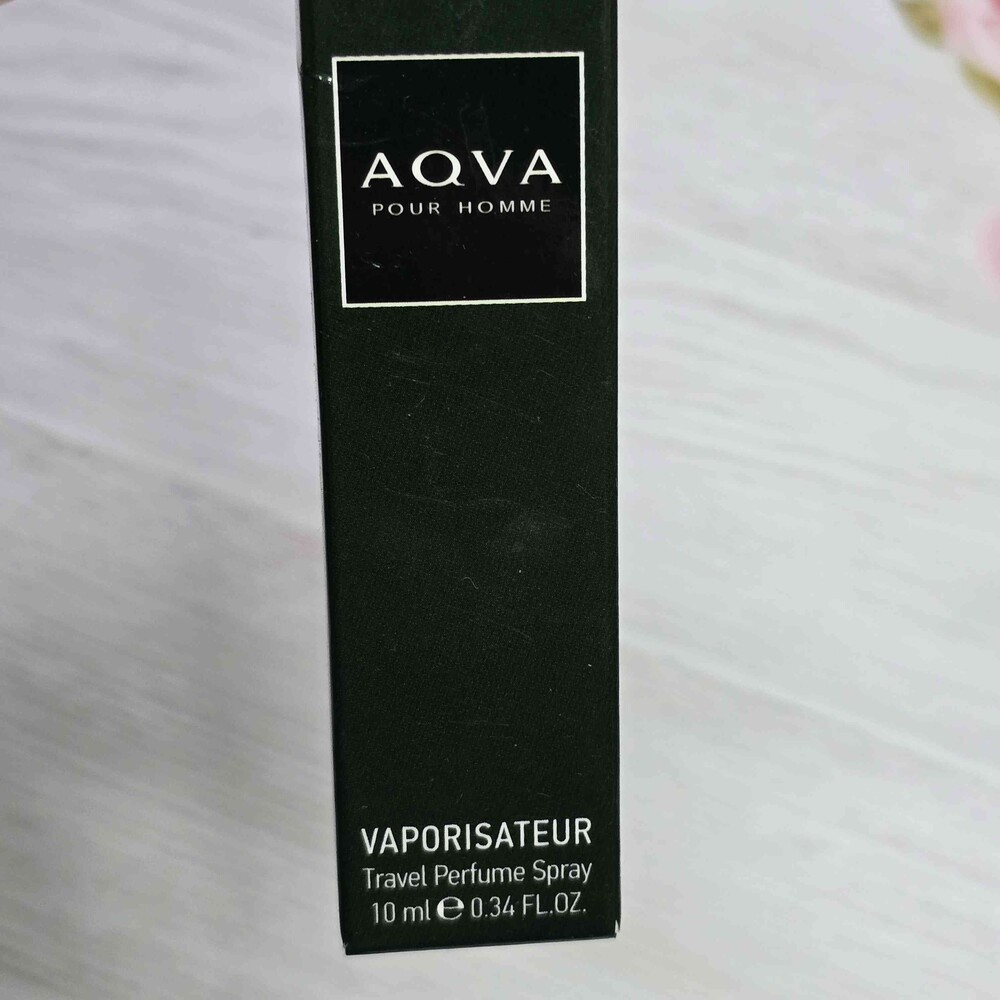 AQVA
POUR HOMME
VAPORISATEUR
Travel Perfume Spray
10 ml ℮ 0.34 FL.OZ.